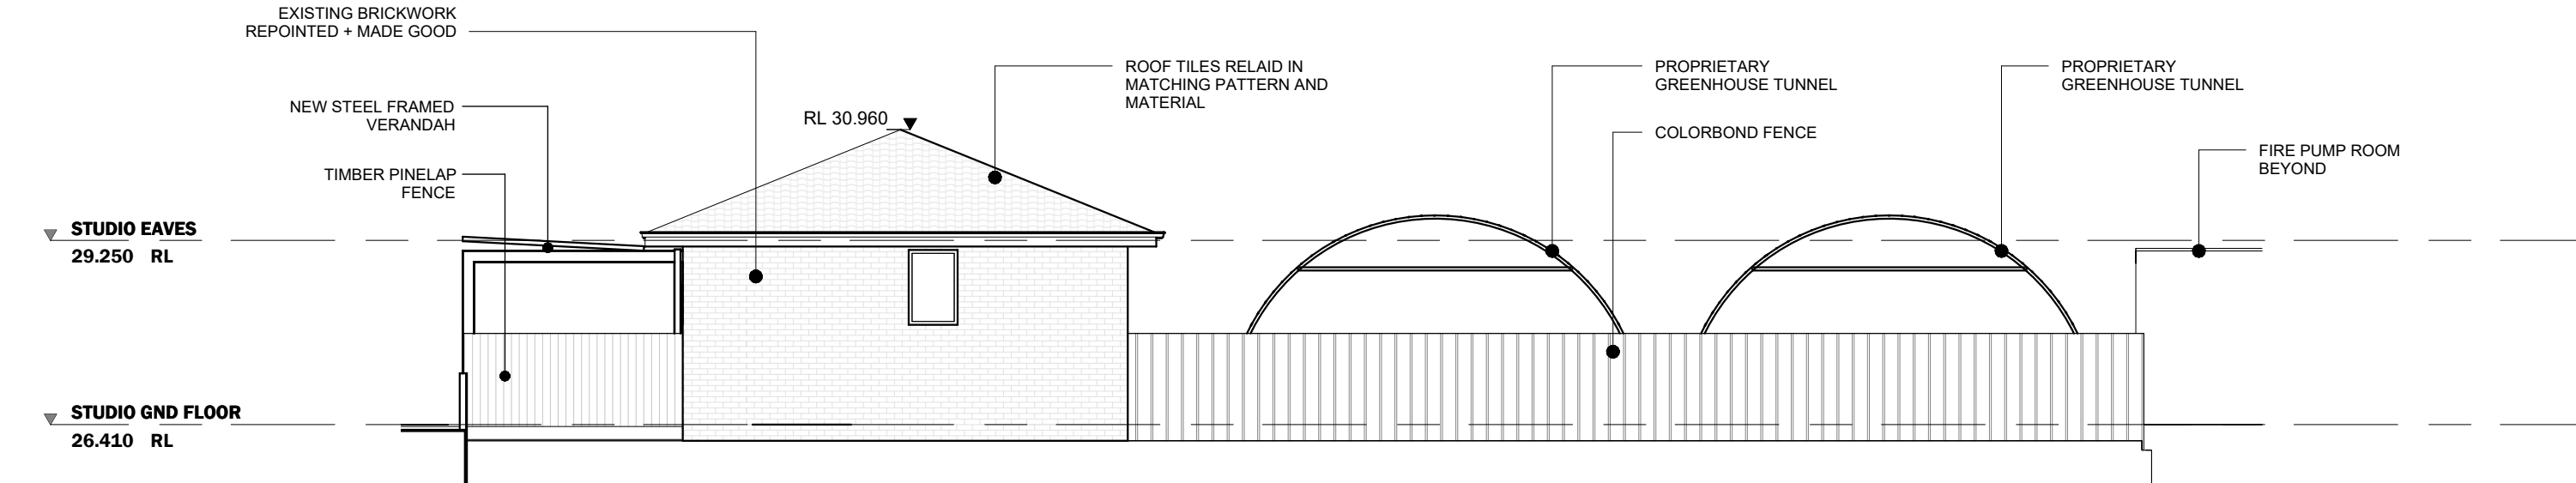 EXISTING BRICKWORK
REPOINTED + MADE GOOD
NEW STEEL FRAMED
VERANDAH
TIMBER PINELAP
FENCE
RL 30.960
ROOF TILES RELAID IN
MATCHING PATTERN AND
MATERIAL
PROPRIETARY
GREENHOUSE TUNNEL
COLORBOND FENCE
PROPRIETARY
GREENHOUSE TUNNEL
FIRE PUMP ROOM
BEYOND
STUDIO EAVES
29.250 RL
STUDIO GND FLOOR
26.410 RL